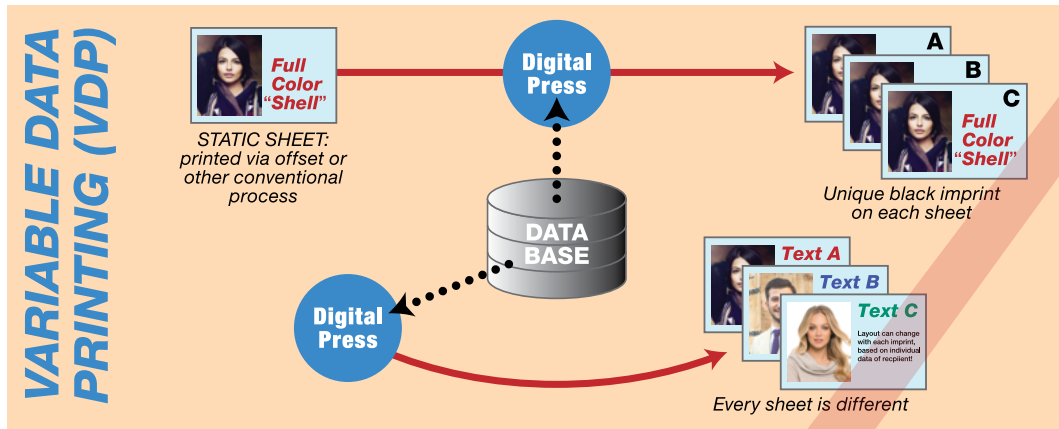 VARIABLE DATA
PRINTING (VDP)
Full
Color
“Shell”
STATIC SHEET:
printed via offset or
other conventional
process
Digital
Press
A
B
C
Full
Color
“Shell”
Unique black imprint
on each sheet
DATA
BASE
Digital
Press
Text A
Text B
Text C
Layout can change
with each imprint,
based on individual
data of recpiient!
Every sheet is different